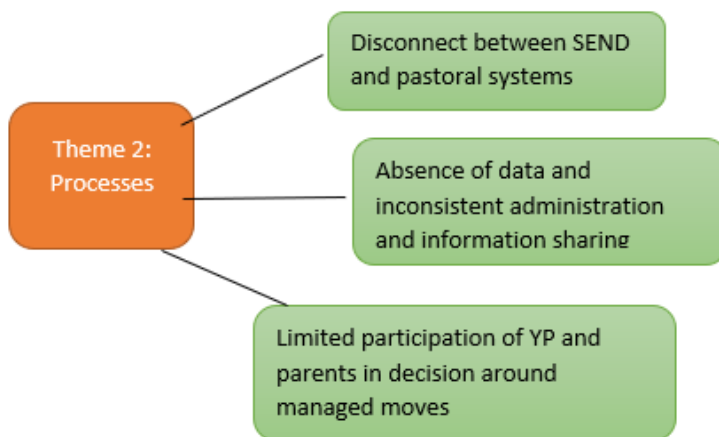 Theme 2:
Processes
Disconnect between SEND
and pastoral systems
Absence of data and
inconsistent administration
and information sharing
Limited participation of YP and
parents in decision around
managed moves